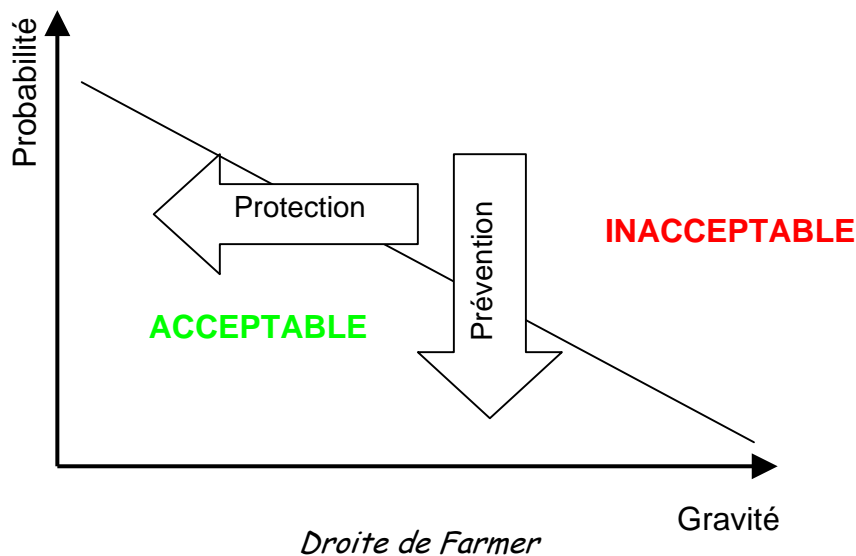 Probabilité
Protection
Prévention
INACCEPTABLE
ACCEPTABLE
Gravité
Droite de Farmer